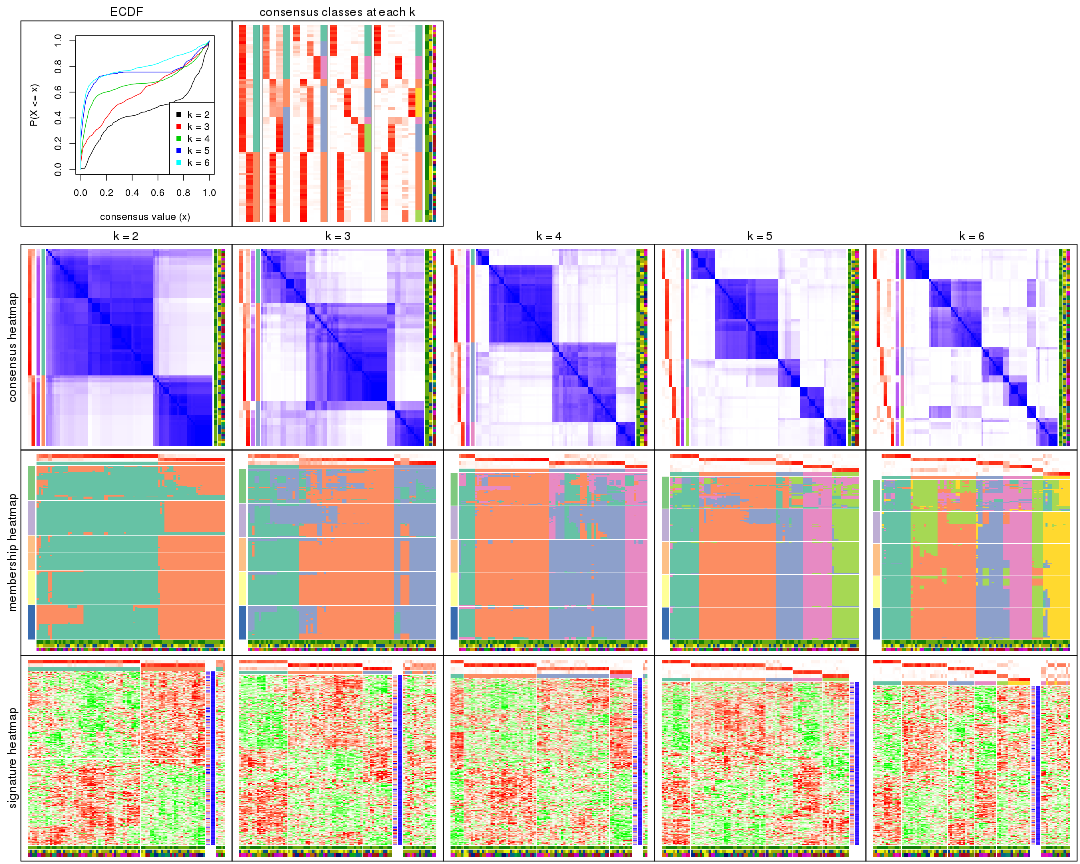 ECDF
consensus classes at each k
P(X <= x)
1.0
0.8
0.6
0.4
0.2
0.0
k = 2
k = 3
k = 4
k = 5
k = 6
0.0 0.2 0.4 0.6 0.8 1.0
consensus value (x)
k = 2
k = 3
k = 4
k = 5
k = 6
consensus heatmap
membership heatmap
signature heatmap